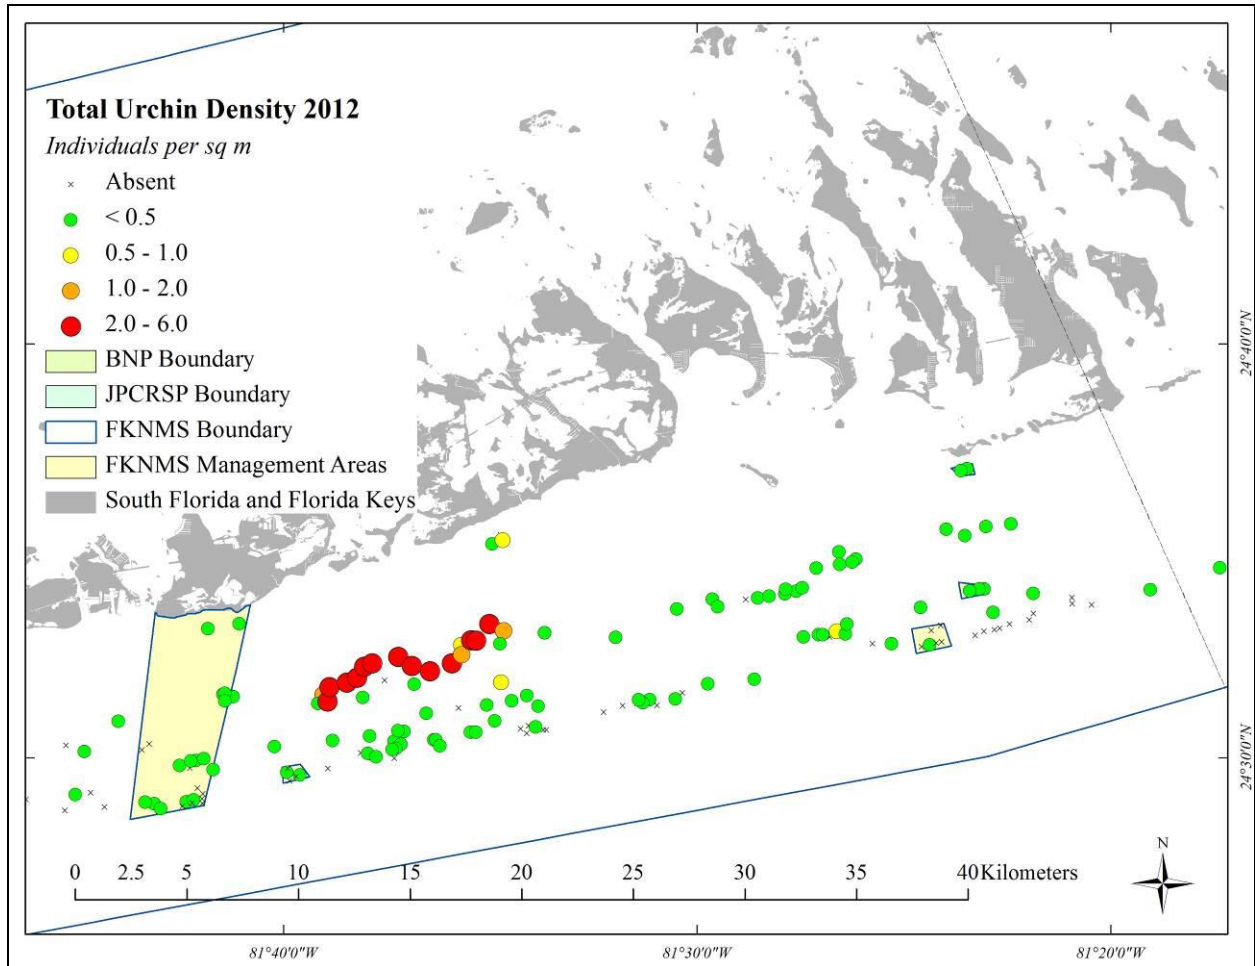 Total Urchin Density 2012
Individuals per sq m
Absent
< 0.5
0.5 - 1.0
1.0 - 2.0
2.0 - 6.0
BNP Boundary
JPCRSP Boundary
FKNMS Boundary
FKNMS Management Areas
South Florida and Florida Keys
24°40'0"N
24°30'0"N
0 2.5 5 10 15 20 25 30 35 40 Kilometers
N
81°40'0"W 81°30'0"W 81°20'0"W